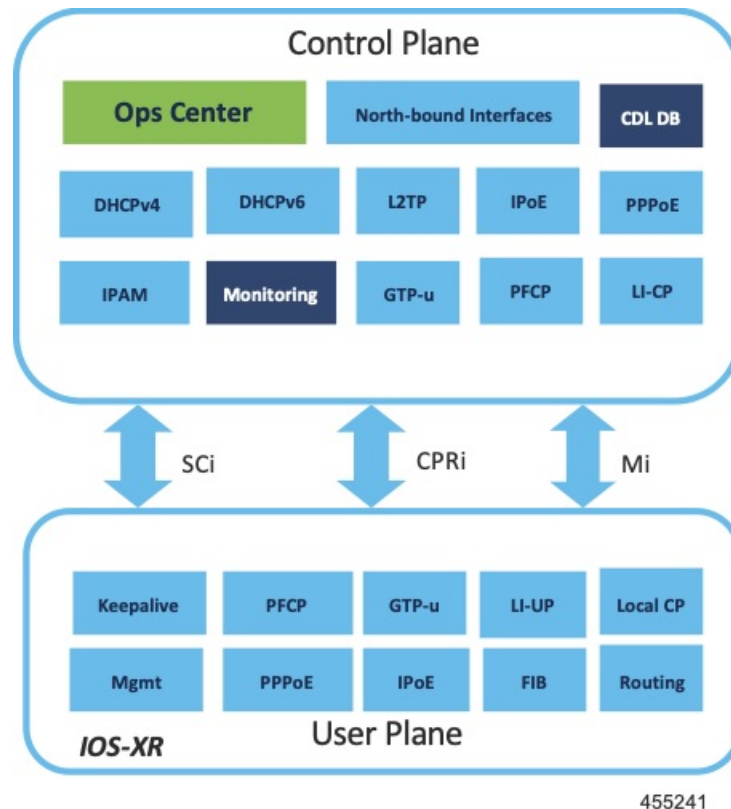 Control Plane
Ops Center North-bound Interfaces CDL DB
DHCPv4 DHCPv6 L2TP IPoE PPPoE
IPAM Monitoring GTP-u PFCP LI-CP
SCi CPRi Mi
Keepalive PFCP GTP-u LI-UP Local CP
Mgmt PPPoE IPoE FIB Routing
IOS-XR User Plane
455241